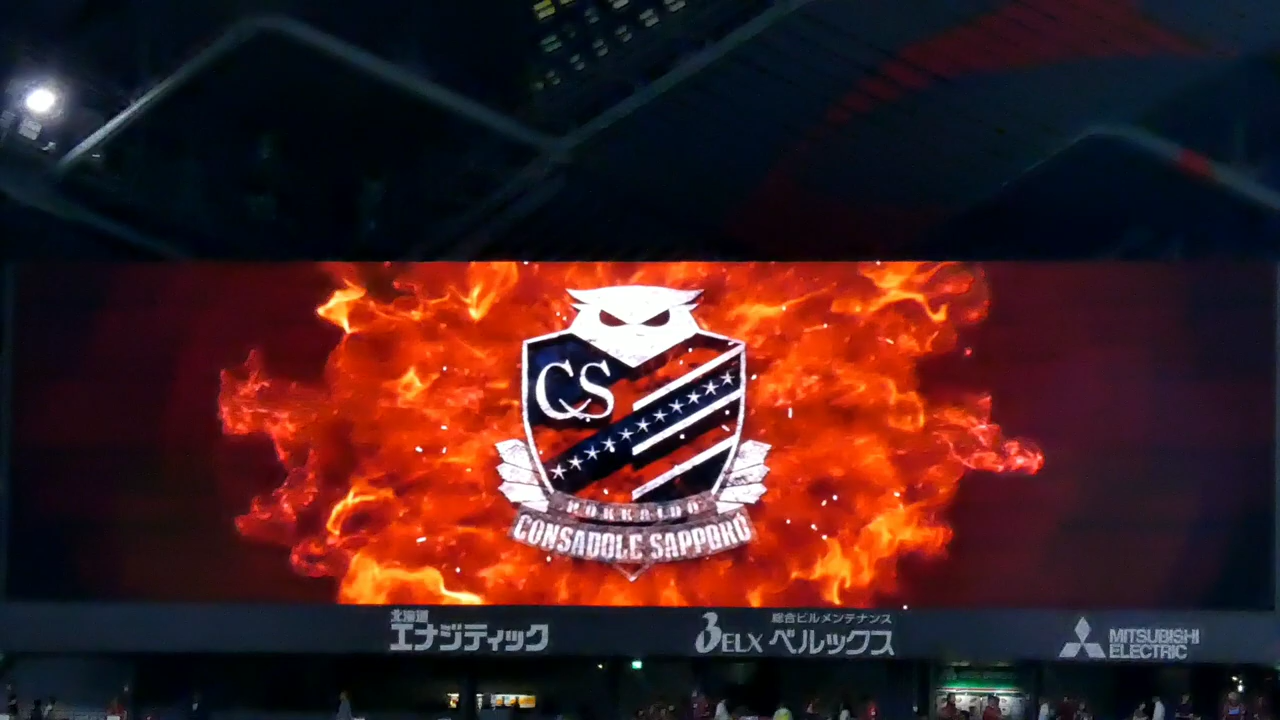 CS
HOKKAIDO
CONSADOLE SAPPORO
北海道
エナジティック
総合ビルメンテナンス
BELX ベルックス
MITSUBISHI
ELECTRIC